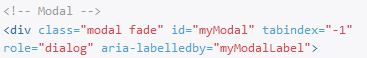 <!-- Modal -->
<div class="modal fade" id="myModal" tabindex="-1"
role="dialog" aria-labelledby="myModalLabel">